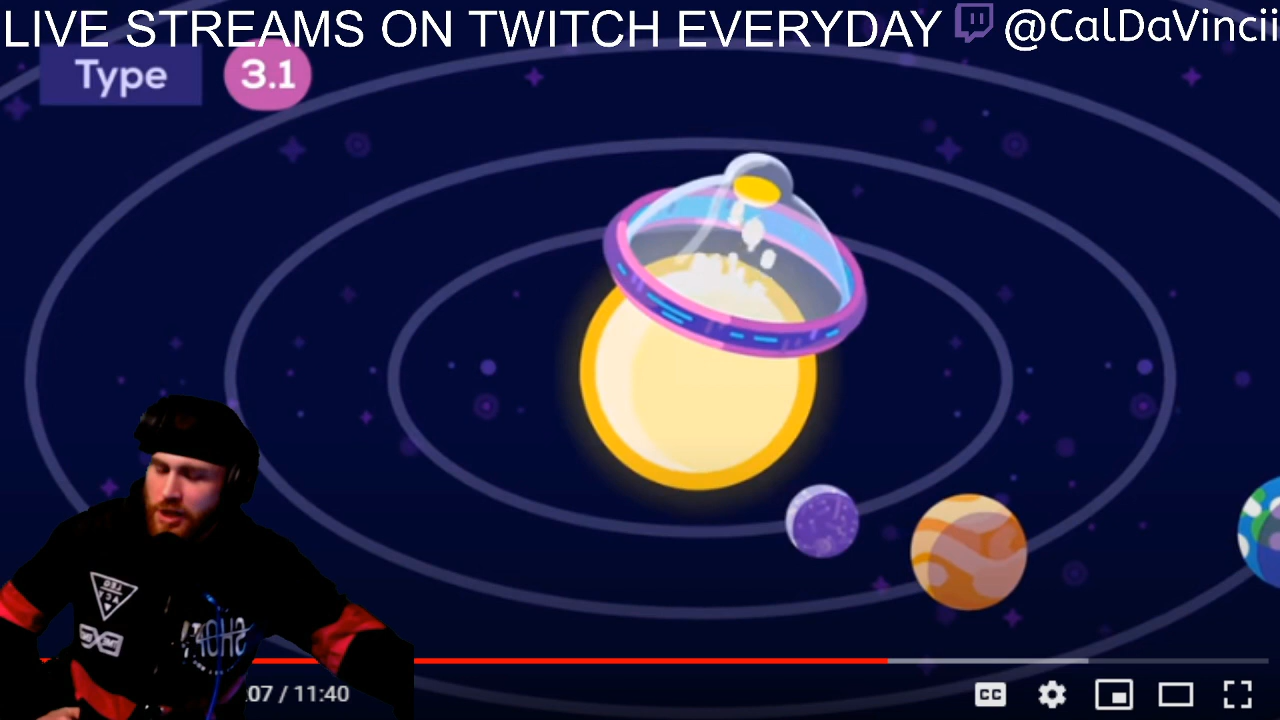 LIVE STREAMS ON TWITCH EVERYDAY @CalDaVincii
Type 3.1
:07 / 11:40
CC